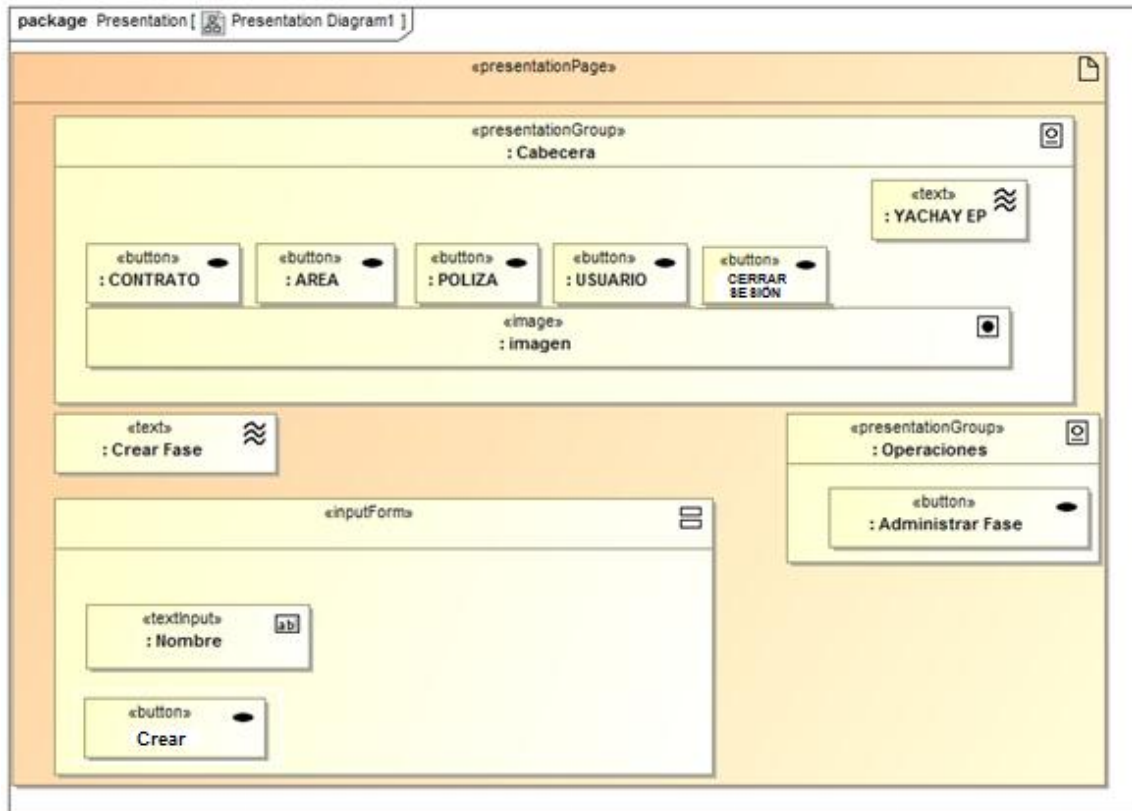 package Presentation [ Presentation Diagram1 ]
«presentationPage»
«presentationGroup»
: Cabecera
«text»
: YACHAY EP
«button»
: CONTRATO
«button»
: AREA
«button»
: POLIZA
«button»
: USUARIO
«button»
CERRAR
SESIÓN
«image»
: imagen
«text»
: Crear Fase
«presentationGroup»
: Operaciones
«button»
: Administrar Fase
«inputForm»
«textInput»
: Nombre
ab
«button»
Crear